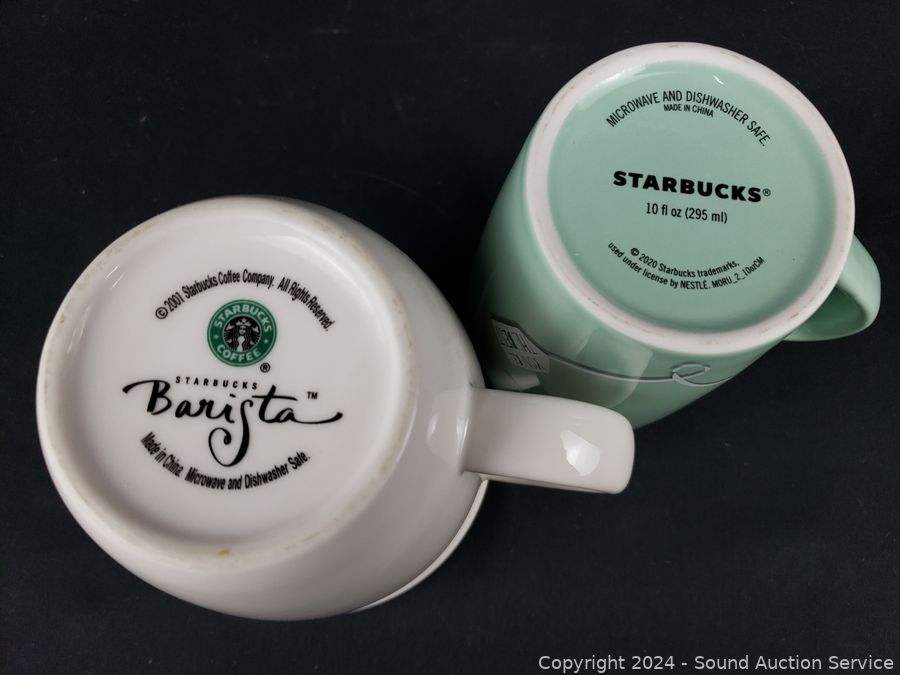 © 2001 Starbucks Coffee Company. All Rights Reserved.
STARBUCKS
COFFEE
®
STARBUCKS
Barista™
Made in China. Microwave and Dishwasher Safe.
MICROWAVE AND DISHWASHER SAFE.
MADE IN CHINA
STARBUCKS®
10 fl oz (295 ml)
© 2020 Starbucks trademarks,
used under license by NESTLÉ. MORU_2_10ozCM
Copyright 2024 - Sound Auction Service